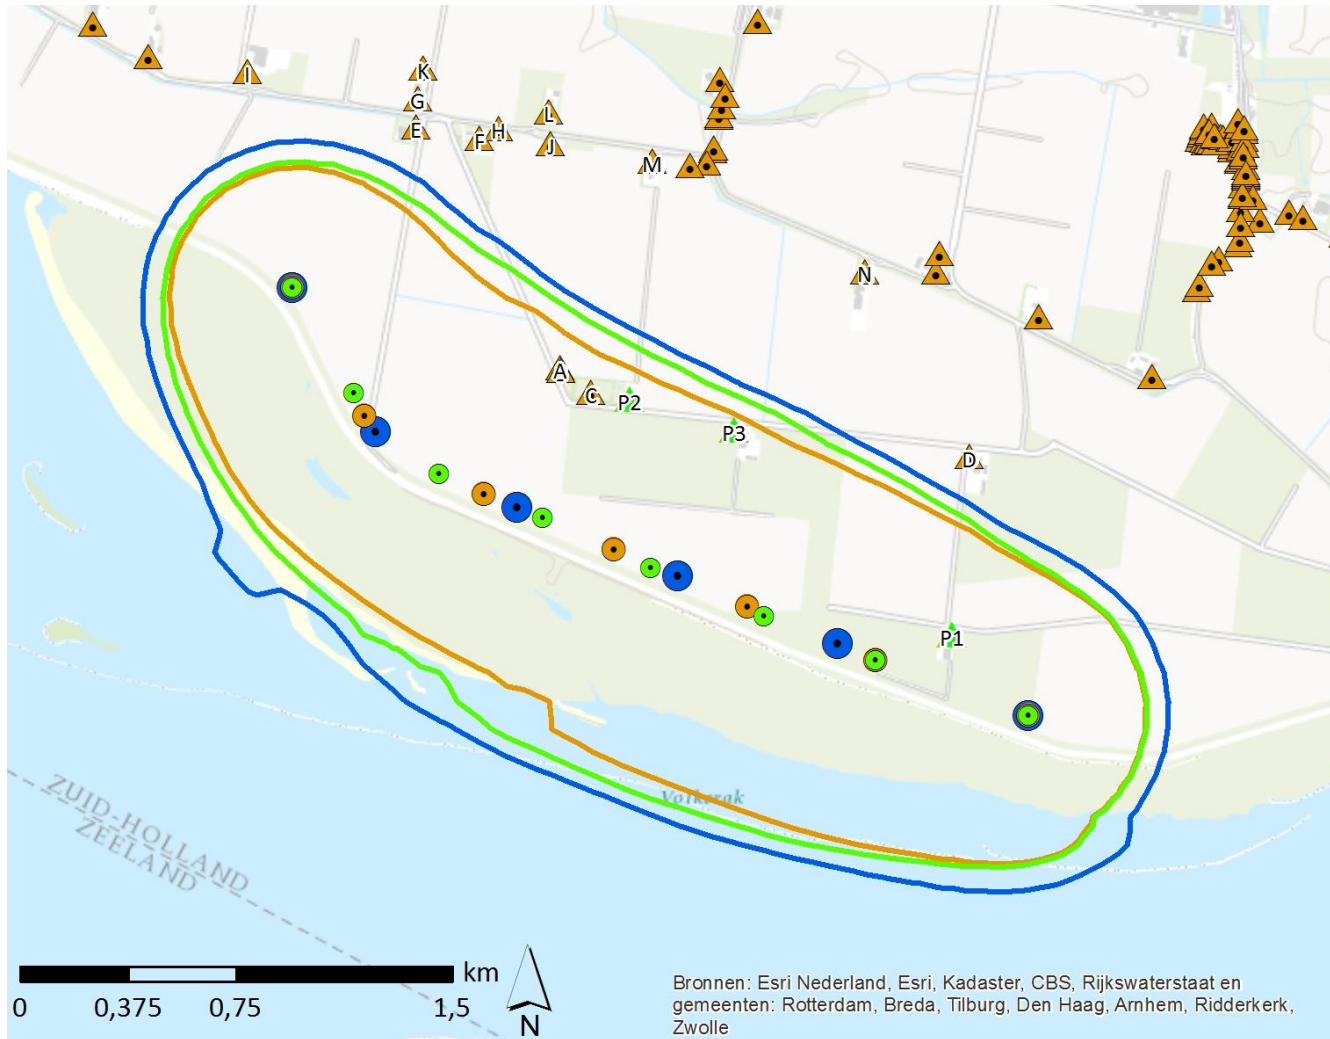 K
I
G
L
E
H
F
J
M
N
A
C
P2
P3
D
P1
Volkerak
ZUID-HOLLAND
ZEELAND
km
0 0,375 0,75 1,5
N
Bronnen: Esri Nederland, Esri, Kadaster, CBS, Rijkswaterstaat en
gemeenten: Rotterdam, Breda, Tilburg, Den Haag, Arnhem, Ridderkerk,
Zwolle